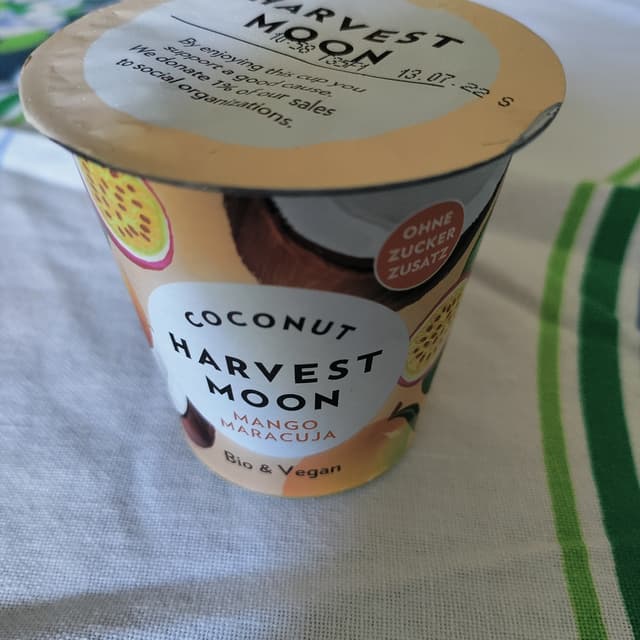 HARVEST
MOON
13.07.22 S
By enjoying this cup you
support a good cause.
We donate 1% of our sales
to social organizations.
OHNE
ZUCKER
ZUSATZ
COCONUT
HARVEST
MOON
MANGO
MARACUJA
Bio & Vegan